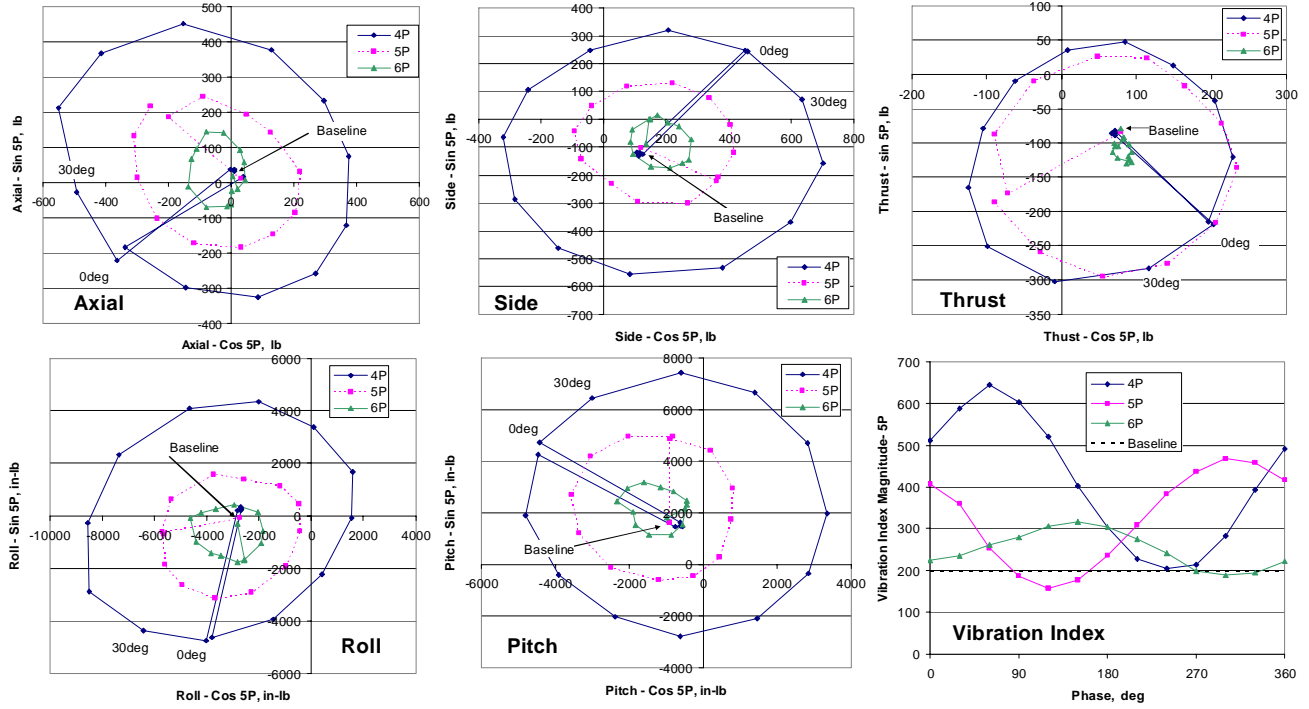 Axial - Sin 5P, lb
500
400
300
200
100
0
-100
-200
-300
-400
-600
-400
-200
0
200
400
600
4P
5P
6P
Baseline
30deg
0deg
Axial
Axial - Cos 5P, lb
Side - Sin 5P, lb
400
300
200
100
0
-100
-200
-300
-400
-500
-600
-700
-400
-200
0
200
400
600
800
4P
5P
6P
0deg
30deg
Baseline
Side
Side - Cos 5P, lb
Thrust - sin 5P, lb
100
50
0
-50
-100
-150
-200
-250
-300
-350
-200
-100
0
100
200
300
4P
5P
6P
Baseline
0deg
30deg
Thrust
Thust - Cos 5P, lb
Roll - Sin 5P, in-lb
6000
4000
2000
0
-2000
-4000
-6000
-10000
-8000
-6000
-4000
-2000
0
2000
4000
4P
5P
6P
Baseline
30deg
0deg
Roll
Roll - Cos 5P, in-lb
Pitch - Sin 5P, in-lb
8000
6000
4000
2000
0
-2000
-4000
-6000
-4000
-2000
0
2000
4000
4P
5P
6P
30deg
0deg
Baseline
Pitch
Pitch - Cos 5P, in-lb
Vibration Index Magnitude- 5P
700
600
500
400
300
200
100
0
0
90
180
270
360
4P
5P
6P
Baseline
Vibration Index
Phase, deg